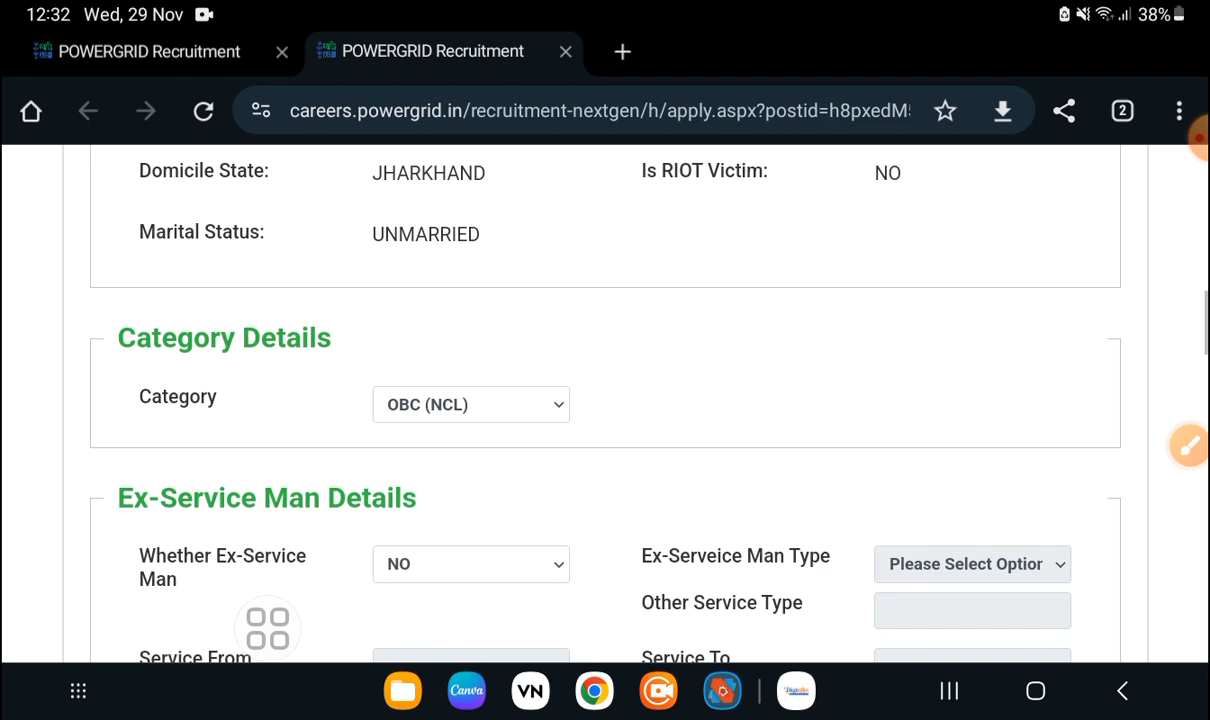 12:32 Wed, 29 Nov 38%
POWERGRID Recruitment POWERGRID Recruitment
careers.powergrid.in/recruitment-nextgen/h/apply.aspx?postid=h8pxedM 2
Domicile State: JHARKHAND Is RIOT Victim: NO
Marital Status: UNMARRIED
Category Details
Category OBC (NCL)
Ex-Service Man Details
Whether Ex-Service Man NO Ex-Serveice Man Type Please Select Optior
Other Service Type
Service From Service To
Canva VN